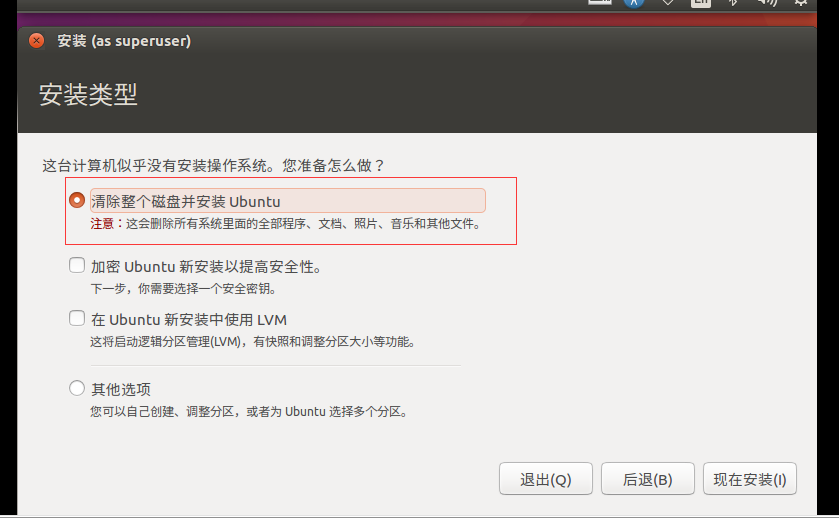 En
安装 (as superuser)
安装类型
这台计算机似乎没有安装操作系统。您准备怎么做？
清除整个磁盘并安装 Ubuntu
注意：这会删除所有系统里面的全部程序、文档、照片、音乐和其他文件。
加密 Ubuntu 新安装以提高安全性。
下一步，你需要选择一个安全密钥。
在 Ubuntu 新安装中使用 LVM
这将启动逻辑分区管理(LVM)，有快照和调整分区大小等功能。
其他选项
您可以自己创建、调整分区，或者为 Ubuntu 选择多个分区。
退出(Q) 后退(B) 现在安装(I)